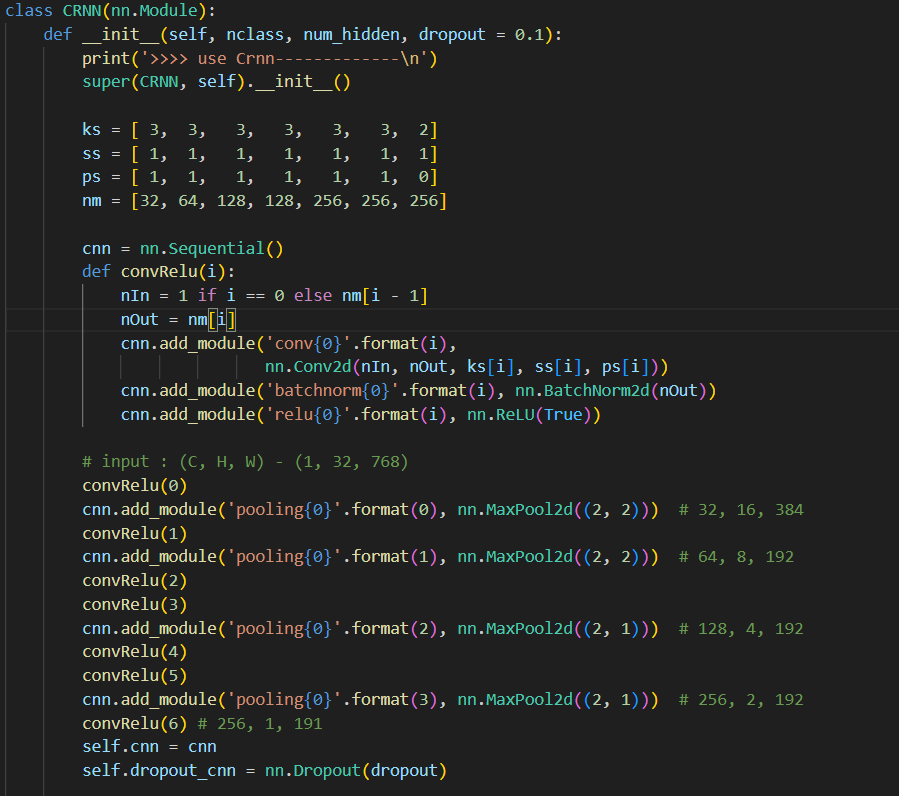 class CRNN(nn.Module):
    def __init__(self, nclass, num_hidden, dropout = 0.1):
        print('>>>> use Crnn-------------\n')
        super(CRNN, self).__init__()

        ks = [ 3,  3,   3,   3,   3,   3,  2]
        ss = [ 1,  1,   1,   1,   1,   1,  1]
        ps = [ 1,  1,   1,   1,   1,   1,  0]
        nm = [32, 64, 128, 128, 256, 256, 256]

        cnn = nn.Sequential()
        def convRelu(i):
            nIn = 1 if i == 0 else nm[i - 1]
            nOut = nm[i]
            cnn.add_module('conv{0}'.format(i),
                           nn.Conv2d(nIn, nOut, ks[i], ss[i], ps[i]))
            cnn.add_module('batchnorm{0}'.format(i), nn.BatchNorm2d(nOut))
            cnn.add_module('relu{0}'.format(i), nn.ReLU(True))

        # input : (C, H, W) - (1, 32, 768)
        convRelu(0)
        cnn.add_module('pooling{0}'.format(0), nn.MaxPool2d((2, 2)))  # 32, 16, 384
        convRelu(1)
        cnn.add_module('pooling{0}'.format(1), nn.MaxPool2d((2, 2)))  # 64, 8, 192
        convRelu(2)
        convRelu(3)
        cnn.add_module('pooling{0}'.format(2), nn.MaxPool2d((2, 1)))  # 128, 4, 192
        convRelu(4)
        convRelu(5)
        cnn.add_module('pooling{0}'.format(3), nn.MaxPool2d((2, 1)))  # 256, 2, 192
        convRelu(6) # 256, 1, 191
        self.cnn = cnn
        self.dropout_cnn = nn.Dropout(dropout)